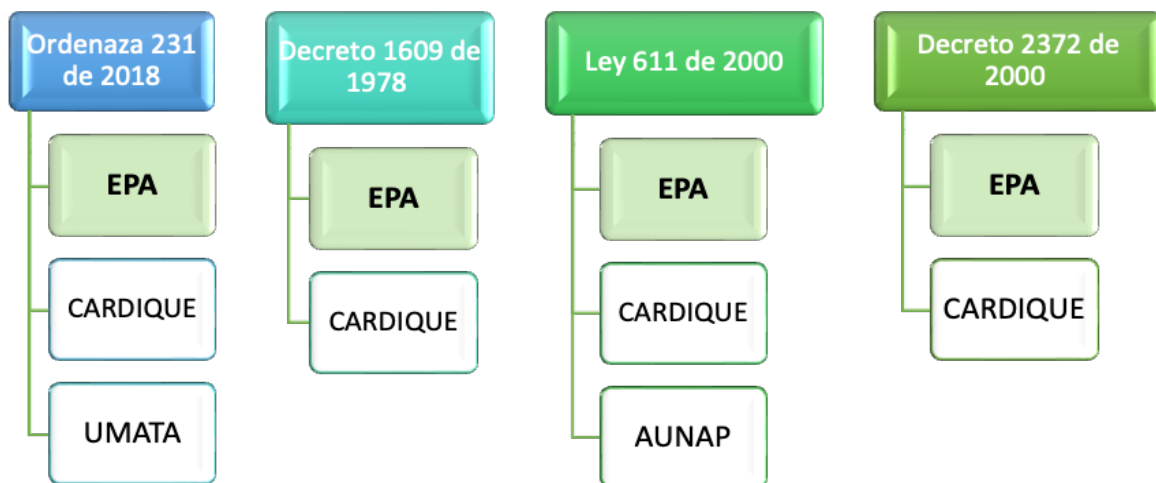 Ordenaza 231
de 2018
EPA
CARDIQUE
UMATA
Decreto 1609 de
1978
EPA
CARDIQUE
Ley 611 de 2000
EPA
CARDIQUE
AUNAP
Decreto 2372 de
2000
EPA
CARDIQUE